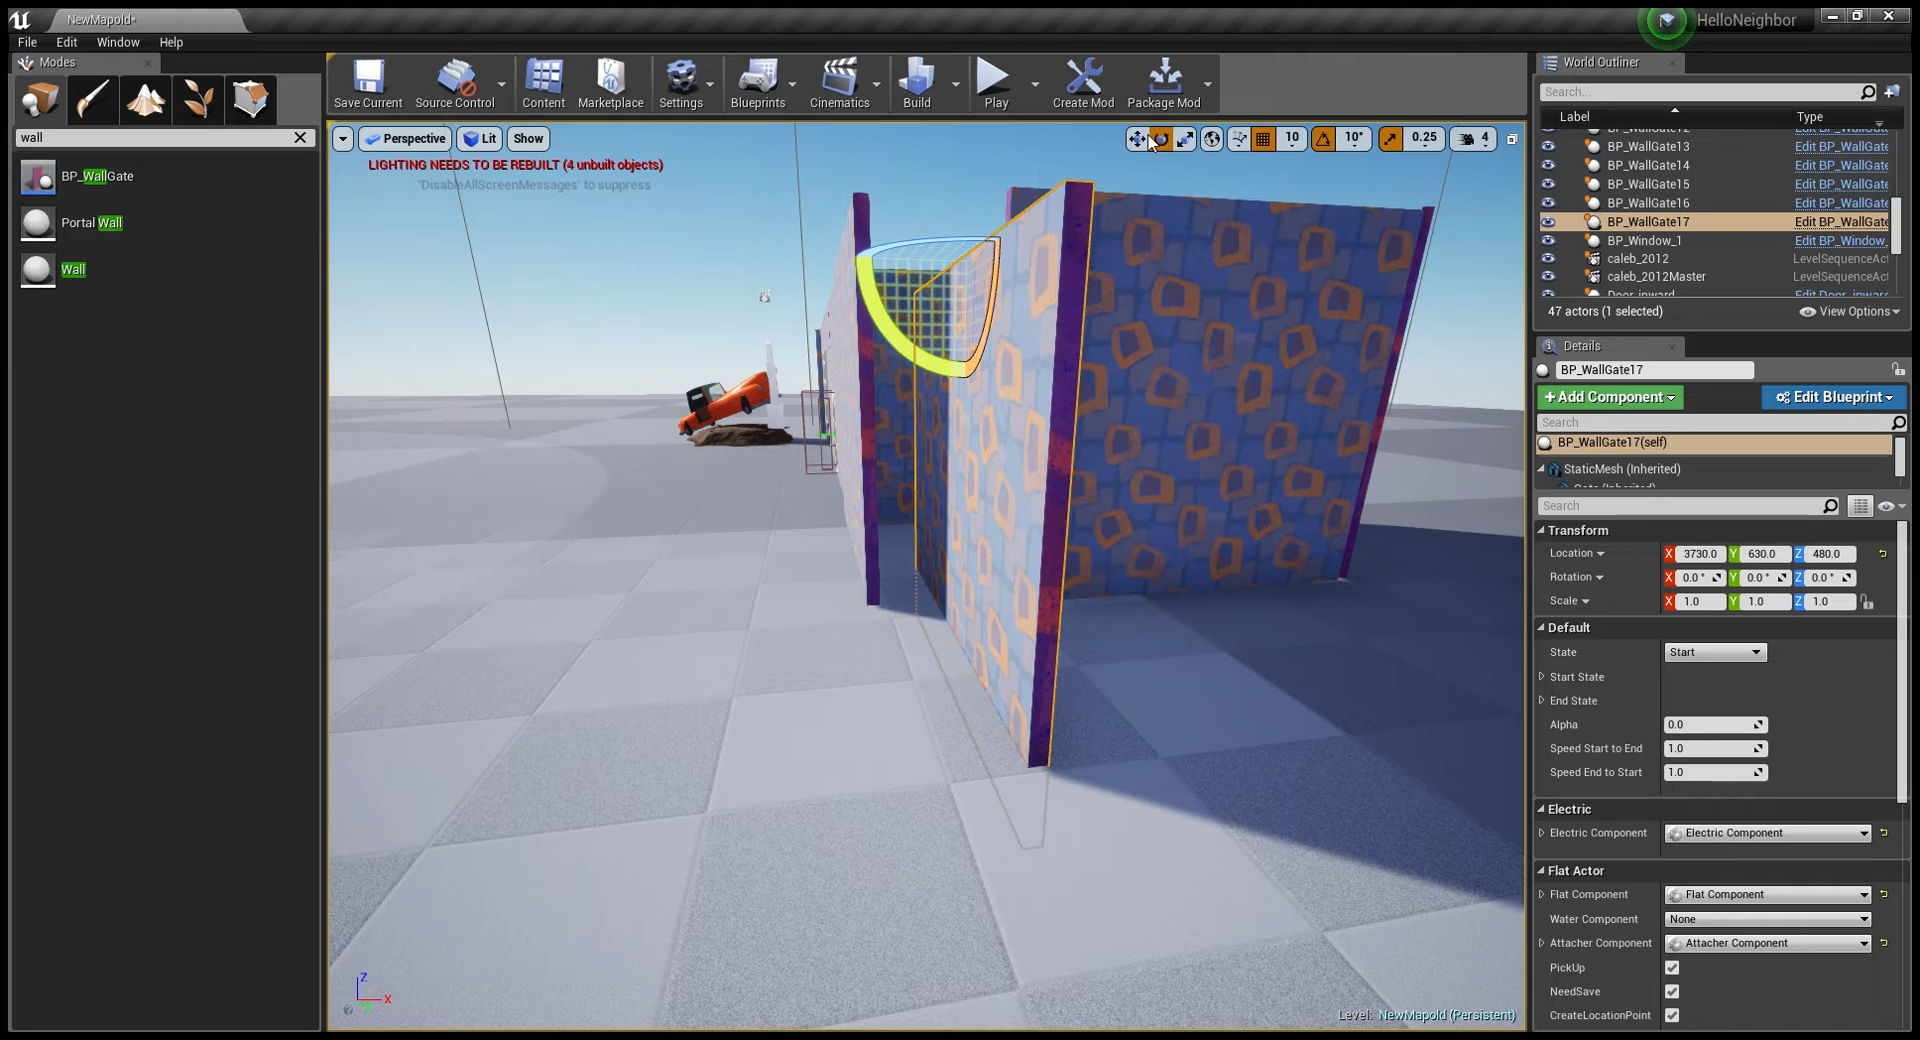 NewMapold*
HelloNeighbor
File Edit Window Help
Modes
wall
BP_WallGate
Portal Wall
Wall
Save Current
Source Control
Content
Marketplace
Settings
Blueprints
Cinematics
Build
Play
Create Mod
Package Mod
Perspective
Lit
Show
10
10°
0.25
4
LIGHTING NEEDS TO BE REBUILT (4 unbuilt objects)
'DisableAllScreenMessages' to suppress
Z
X
Level: NewMapold (Persistent)
World Outliner
Search...
Label Type
BP_WallGate12 Edit BP_WallGate
BP_WallGate13 Edit BP_WallGate
BP_WallGate14 Edit BP_WallGate
BP_WallGate15 Edit BP_WallGate
BP_WallGate16 Edit BP_WallGate
BP_WallGate17 Edit BP_WallGate
BP_Window_1 Edit BP_Window_
caleb_2012 LevelSequenceAct
caleb_2012Master LevelSequenceAct
Door_inward Edit Door_inward
47 actors (1 selected)
View Options
Details
BP_WallGate17
+Add Component
Edit Blueprint
Search
BP_WallGate17(self)
StaticMesh (Inherited)
Search
Transform
Location X 3730.0 Y 630.0 Z 480.0
Rotation X 0.0° Y 0.0° Z 0.0°
Scale X 1.0 Y 1.0 Z 1.0
Default
State Start
Start State
End State
Alpha 0.0
Speed Start to End 1.0
Speed End to Start 1.0
Electric
Electric Component Electric Component
Flat Actor
Flat Component Flat Component
Water Component None
Attacher Component Attacher Component
PickUp
NeedSave
CreateLocationPoint